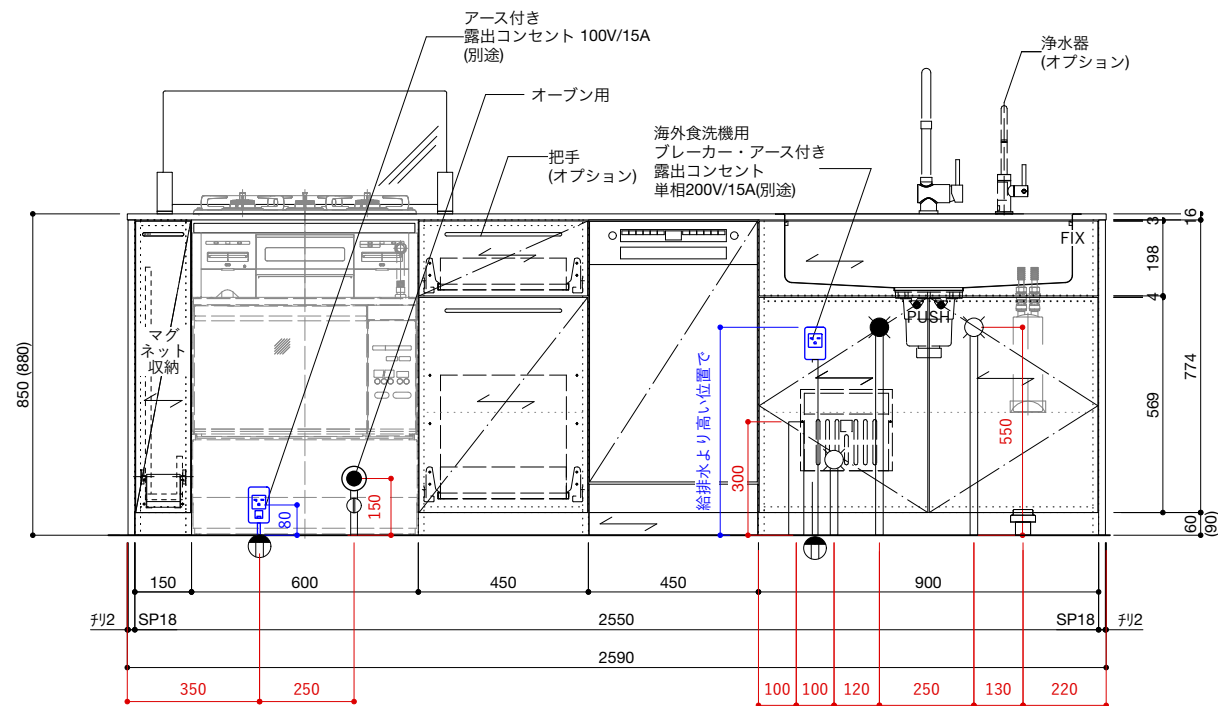 アース付き
露出コンセント 100V/15A
(別途)
オーブン用
把手
(オプション)
海外食洗機用
ブレーカー・アース付き
露出コンセント
単相200V/15A(別途)
浄水器
(オプション)
FIX
PUSH
マグ
ネット
収納
850 (880)
80
150
給排水より高い位置で
300
550
3
16
198
4
774
569
60
(90)
150
600
450
450
900
ﾁﾘ2
SP18
2550
SP18
ﾁﾘ2
2590
350
250
100
100
120
250
130
220